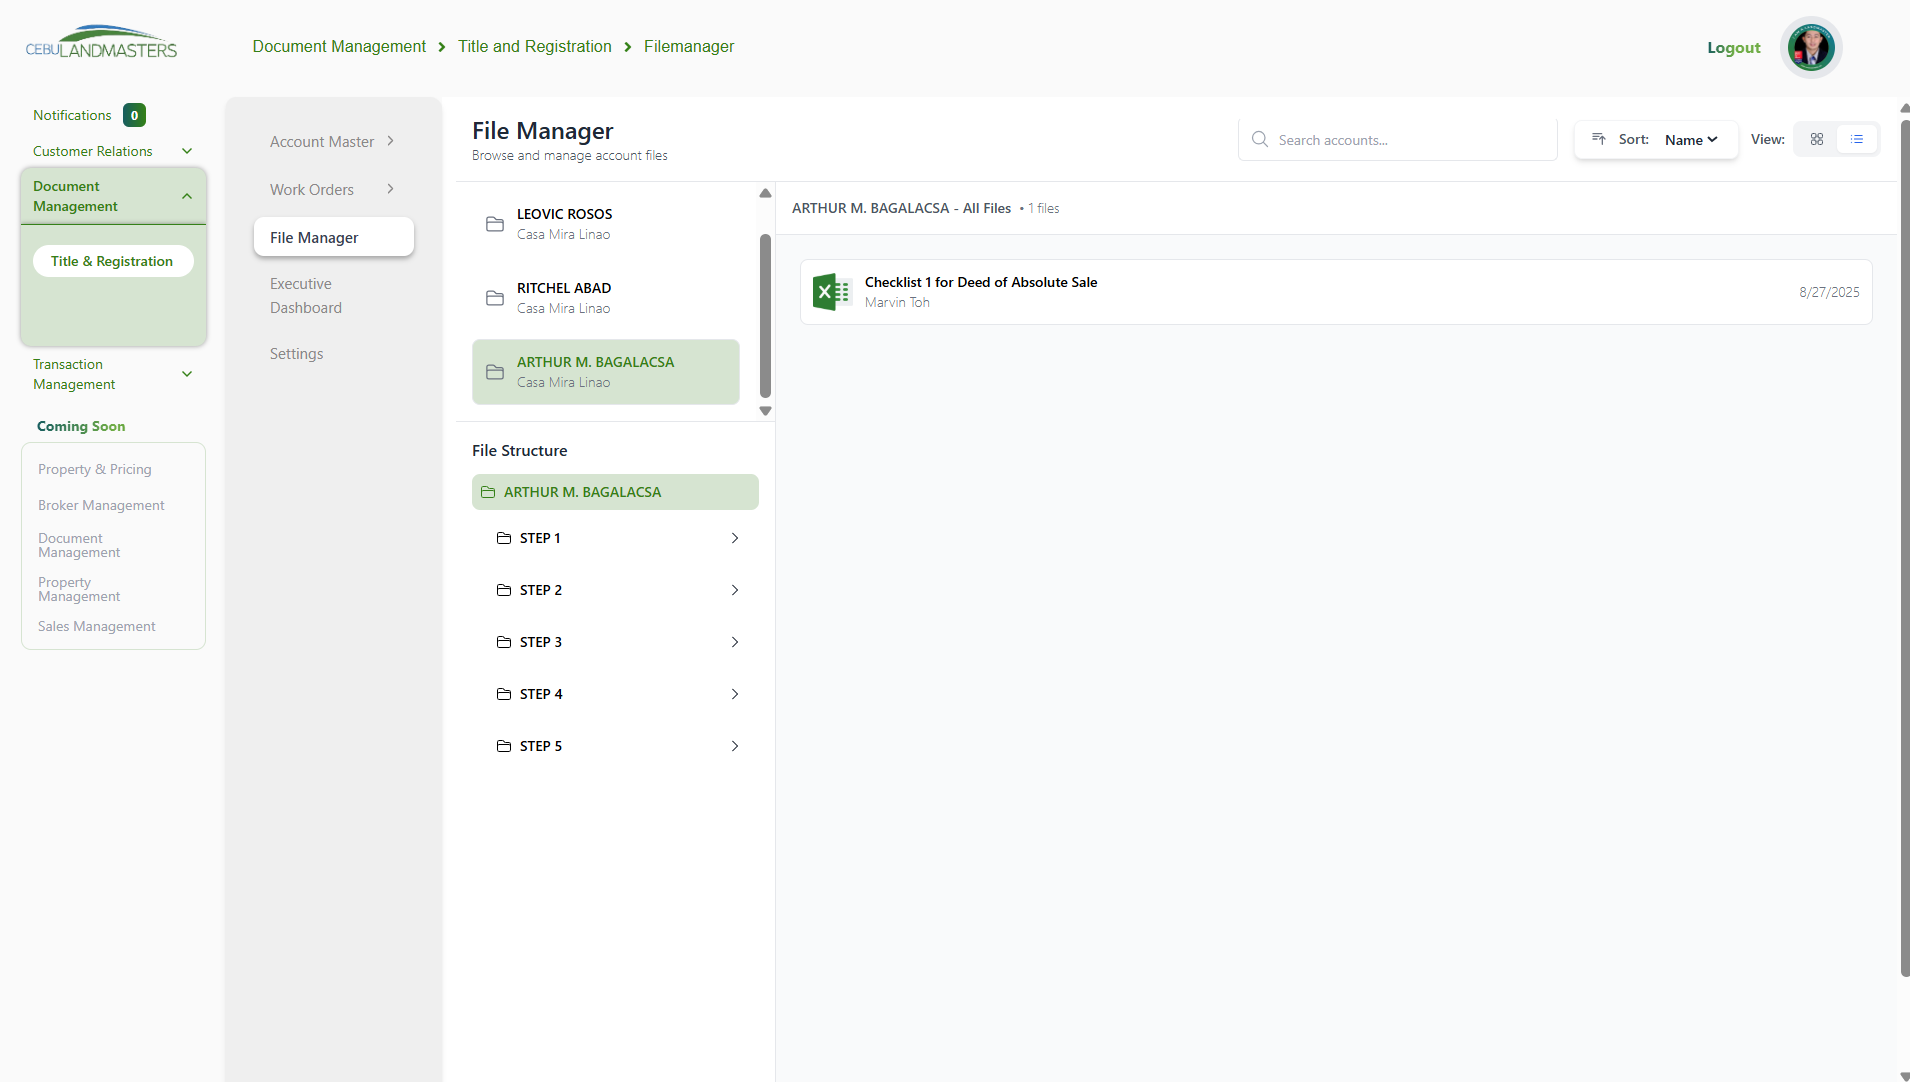 CEBULANDMASTERS
Document Management > Title and Registration > Filemanager
Logout
Notifications 0
Customer Relations
Document
Management
Title & Registration
Transaction
Management
Coming Soon
Property & Pricing
Broker Management
Document
Management
Property
Management
Sales Management
Account Master
Work Orders
File Manager
Executive
Dashboard
Settings
File Manager
Browse and manage account files
Search accounts...
Sort: Name
View:
LEOVIC ROSOS
Casa Mira Linao
RITCHEL ABAD
Casa Mira Linao
ARTHUR M. BAGALACSA
Casa Mira Linao
File Structure
ARTHUR M. BAGALACSA
STEP 1
STEP 2
STEP 3
STEP 4
STEP 5
ARTHUR M. BAGALACSA - All Files • 1 files
Checklist 1 for Deed of Absolute Sale
Marvin Toh
8/27/2025